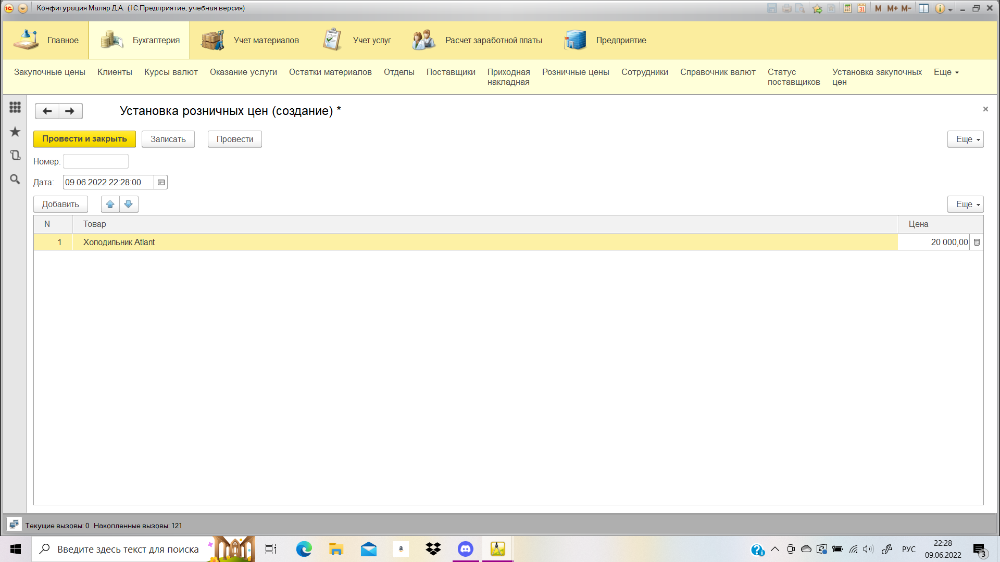 Конфигурация Маляр Д.А. (1С:Предприятие, учебная версия)
M M+ M-
Главное
Бухгалтерия
Учет материалов
Учет услуг
Расчет заработной платы
Предприятие
Закупочные цены
Клиенты
Курсы валют
Оказание услуги
Остатки материалов
Отделы
Поставщики
Приходная
накладная
Розничные цены
Сотрудники
Справочник валют
Статус
поставщиков
Установка закупочных
цен
Еще
Установка розничных цен (создание) *
Провести и закрыть
Записать
Провести
Еще
Номер:
Дата: 09.06.2022 22:28:00
Добавить
Еще
N Товар Цена
1 Холодильник Atlant 20 000,00
Текущие вызовы: 0 Накопленные вызовы: 121
Введите здесь текст для поиска
a
РУС
22:28
09.06.2022
3